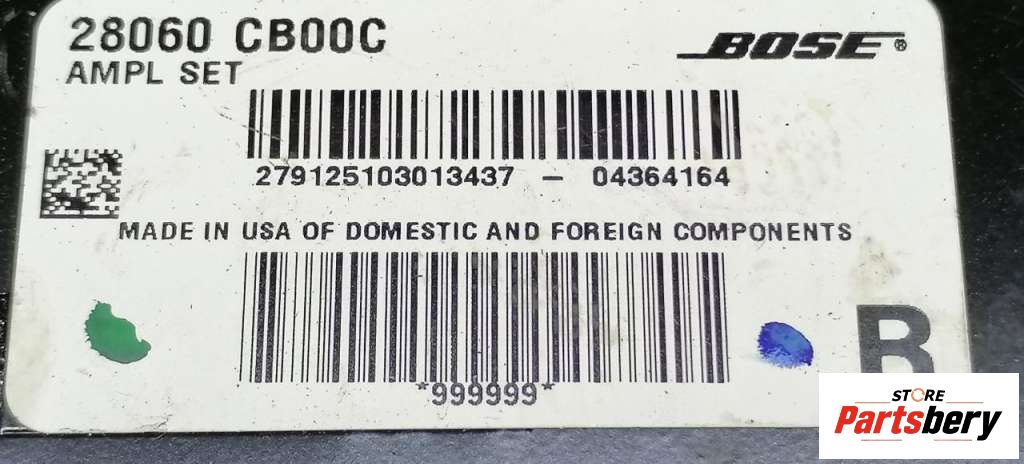 28060 CB00C
BOSE®
AMPL SET
279125103013437 – 04364164
MADE IN USA OF DOMESTIC AND FOREIGN COMPONENTS
*999999*
B
STORE
Partsbery